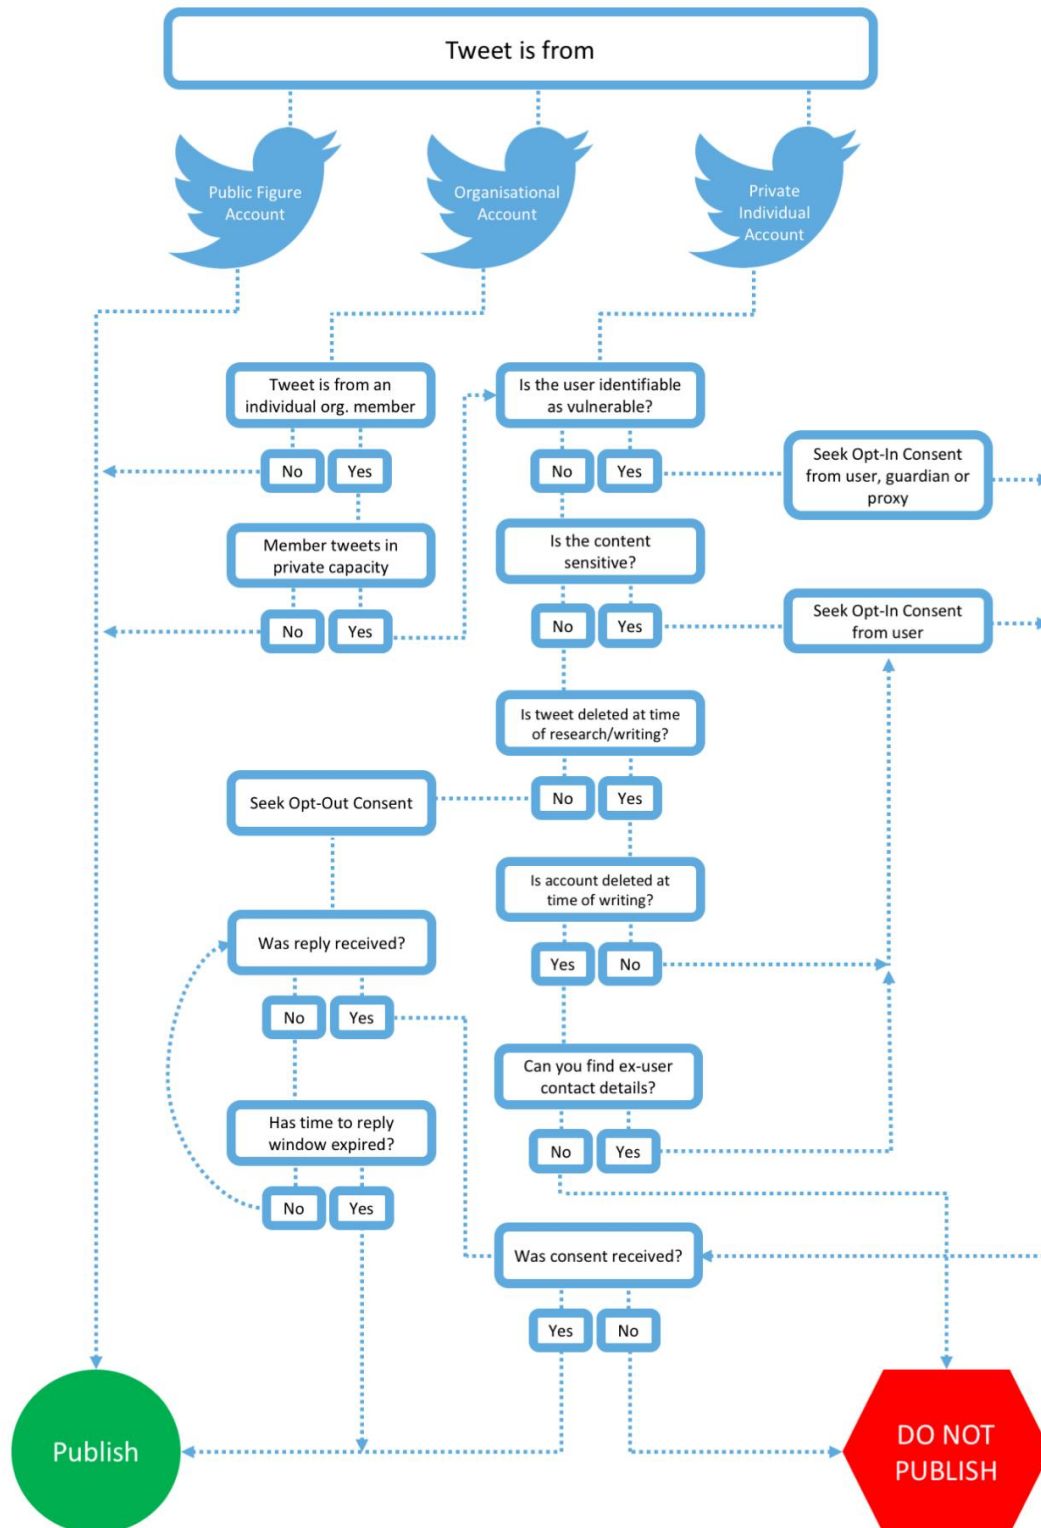 Tweet is from
Public Figure
Account
Organisational
Account
Private
Individual
Account
Tweet is from an
individual org. member
No
Yes
Is the user identifiable
as vulnerable?
No
Yes
Seek Opt-In Consent
from user, guardian or
proxy
Member tweets in
private capacity
No
Yes
Is the content
sensitive?
No
Yes
Seek Opt-In Consent
from user
Is tweet deleted at time
of research/writing?
No
Yes
Seek Opt-Out Consent
Is account deleted at
time of writing?
Yes
No
Was reply received?
No
Yes
Can you find ex-user
contact details?
No
Yes
Has time to reply
window expired?
No
Yes
Was consent received?
Yes
No
Publish
DO NOT
PUBLISH